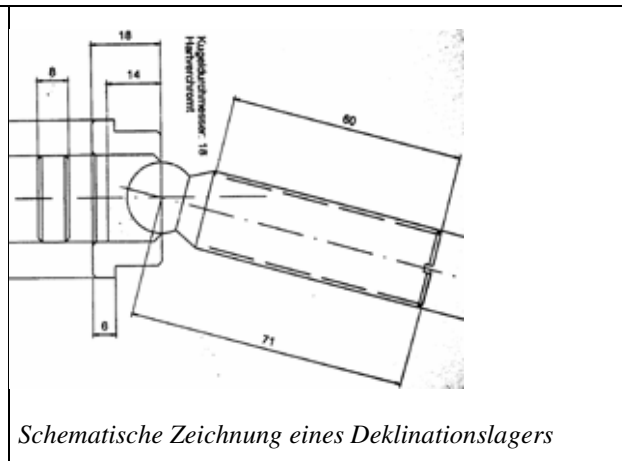 18
14
8
Kugeldurchmesser: 18
Hartverchromt
60
6
71
Schematische Zeichnung eines Deklinationslagers